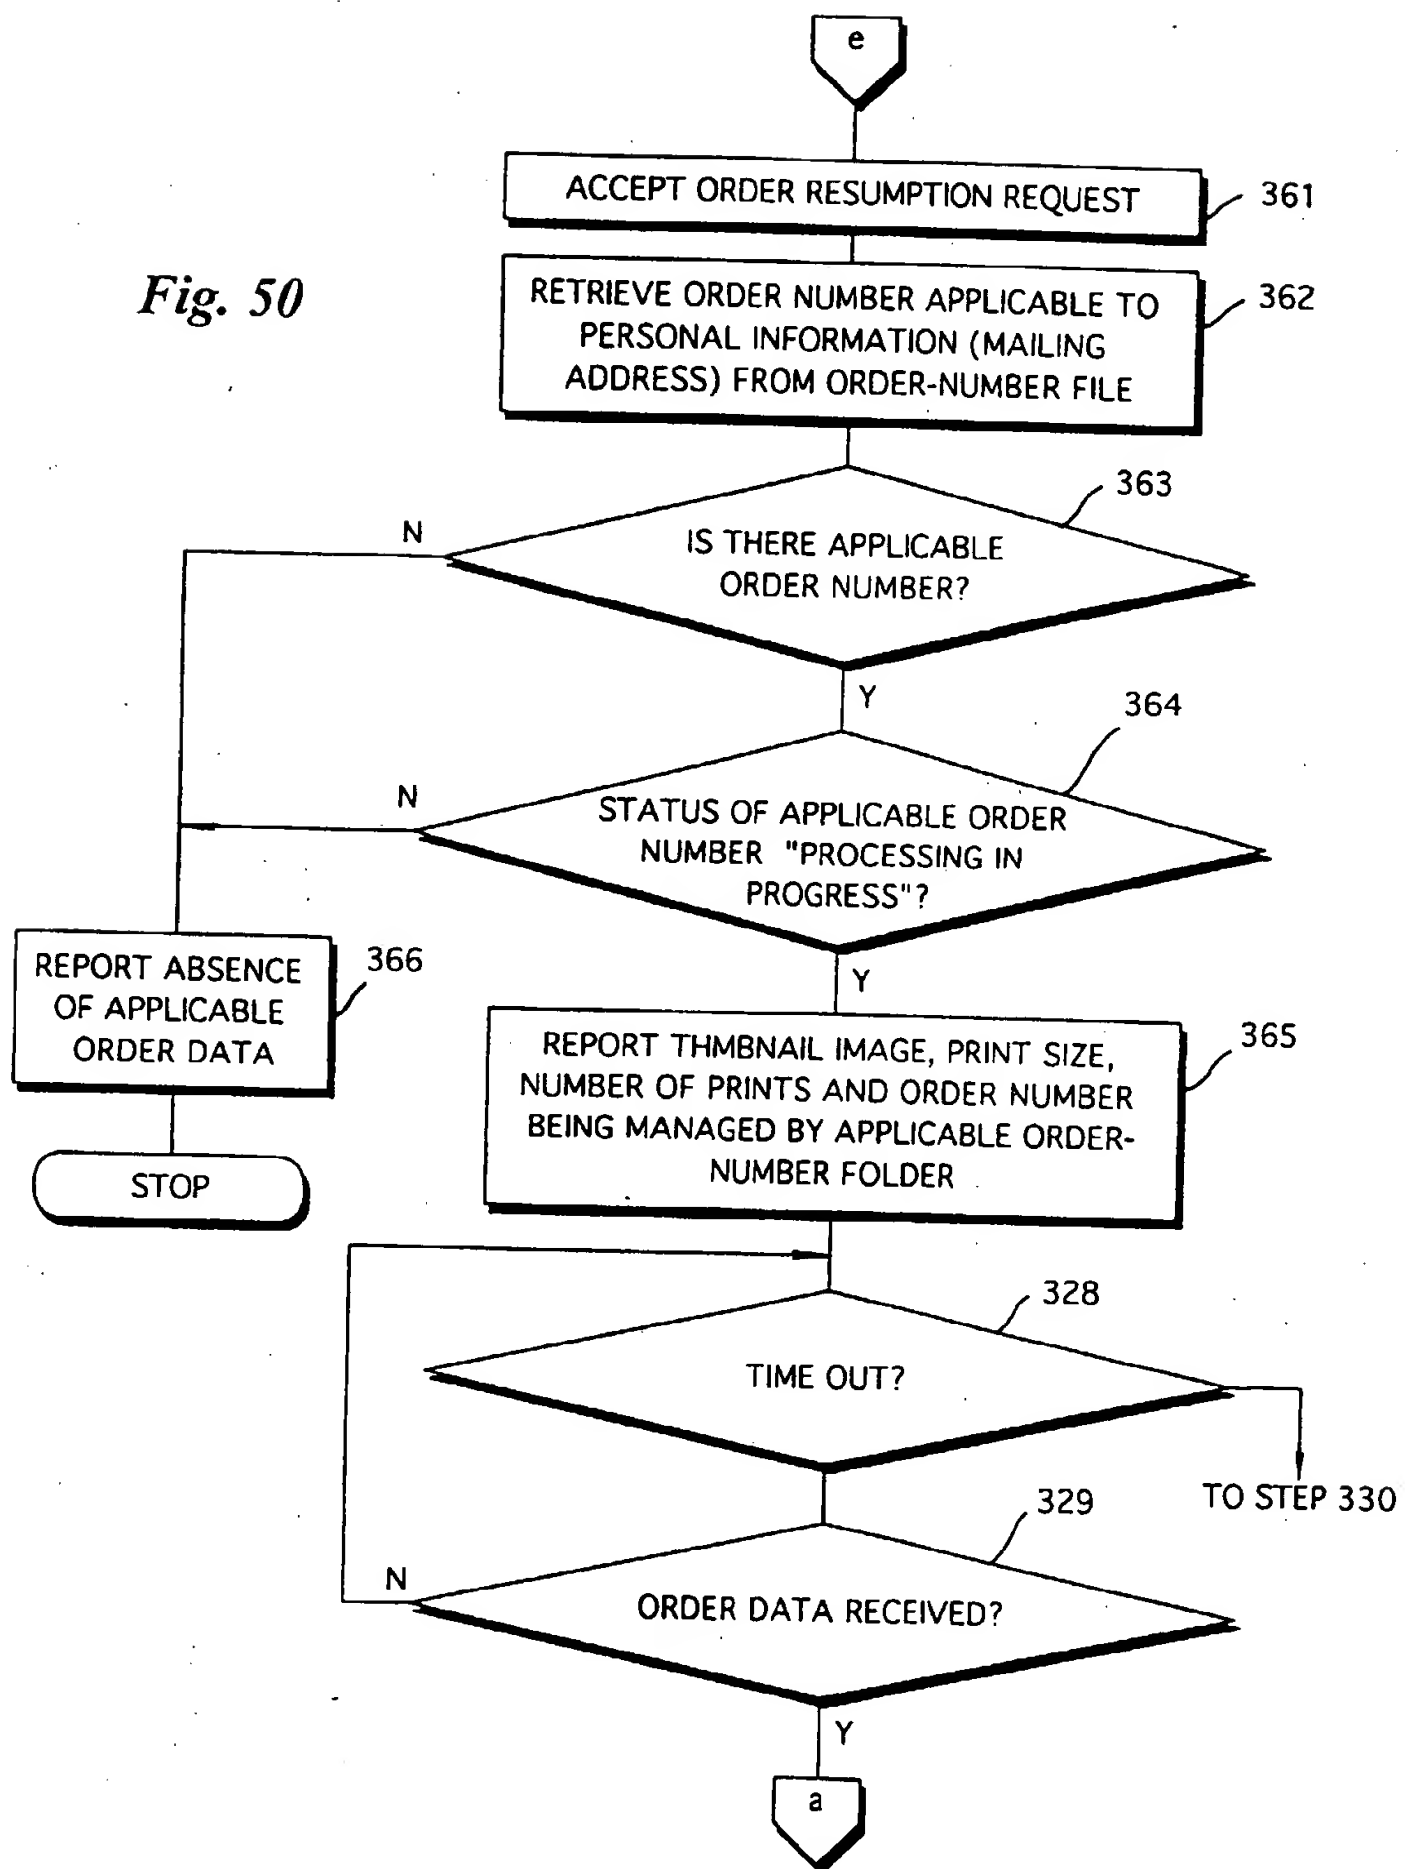 e
ACCEPT ORDER RESUMPTION REQUEST
361
Fig. 50
RETRIEVE ORDER NUMBER APPLICABLE TO
PERSONAL INFORMATION (MAILING
ADDRESS) FROM ORDER-NUMBER FILE
362
363
N
IS THERE APPLICABLE
ORDER NUMBER?
Y
364
N
STATUS OF APPLICABLE ORDER
NUMBER "PROCESSING IN
PROGRESS"?
Y
REPORT ABSENCE
OF APPLICABLE
ORDER DATA
366
STOP
REPORT THMBNAIL IMAGE, PRINT SIZE,
NUMBER OF PRINTS AND ORDER NUMBER
BEING MANAGED BY APPLICABLE ORDER-
NUMBER FOLDER
365
328
TIME OUT?
TO STEP 330
329
N
ORDER DATA RECEIVED?
Y
a